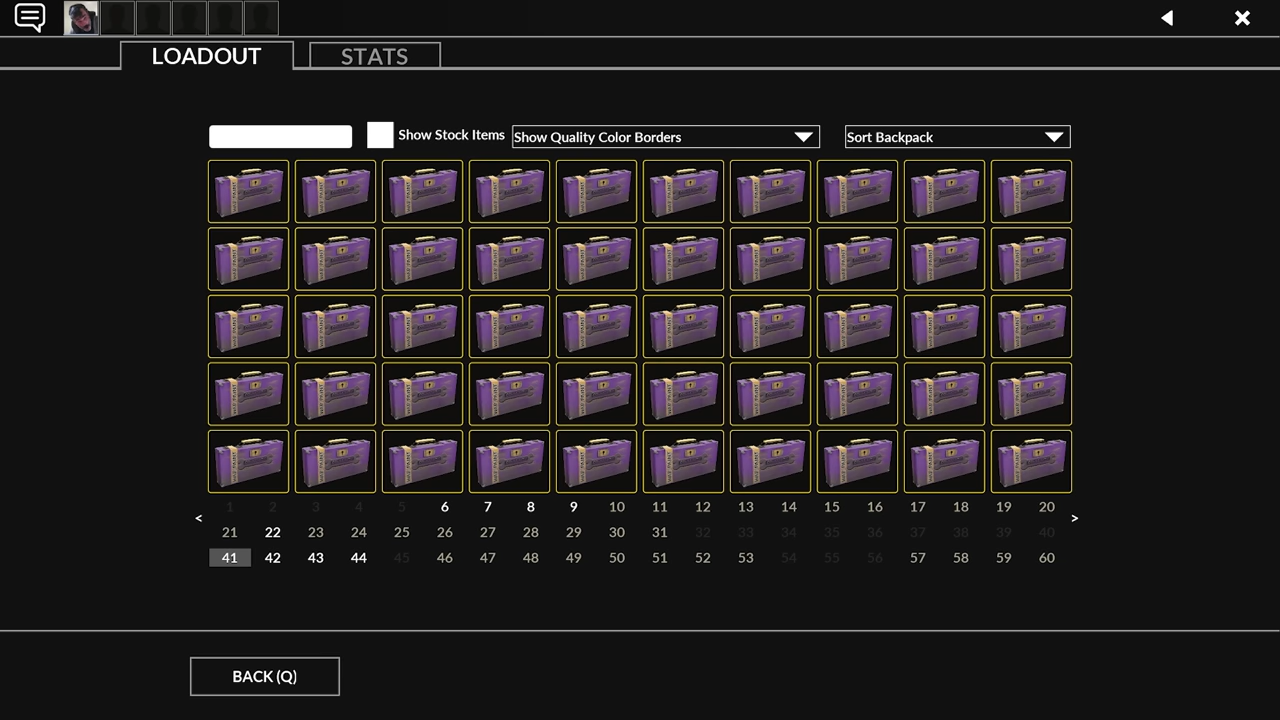 LOADOUT STATS
Show Stock Items Show Quality Color Borders Sort Backpack
1 2 3 4 5 6 7 8 9 10 11 12 13 14 15 16 17 18 19 20
< >
21 22 23 24 25 26 27 28 29 30 31 32 33 34 35 36 37 38 39 40
41 42 43 44 45 46 47 48 49 50 51 52 53 54 55 56 57 58 59 60
BACK (Q)